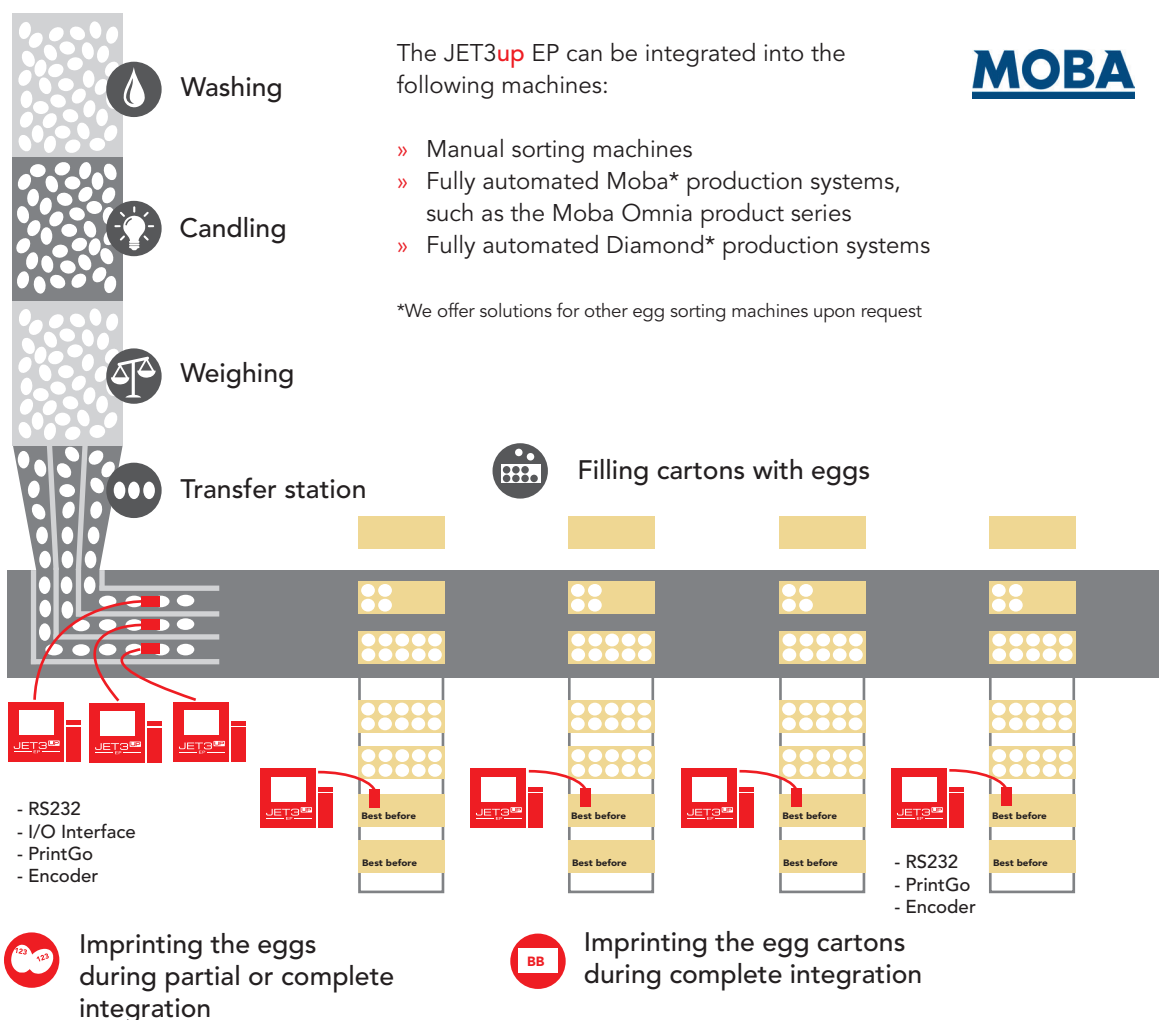 Washing
The JET3up EP can be integrated into the
following machines:
MOBA
» Manual sorting machines
» Fully automated Moba* production systems,
such as the Moba Omnia product series
» Fully automated Diamond* production systems
*We offer solutions for other egg sorting machines upon request
Candling
Weighing
Transfer station
Filling cartons with eggs
JET3UP
EP
JET3UP
EP
JET3UP
EP
- RS232
- I/O Interface
- PrintGo
- Encoder
JET3UP
EP
Best before
Best before
JET3UP
EP
Best before
Best before
JET3UP
EP
Best before
Best before
JET3UP
EP
Best before
Best before
- RS232
- PrintGo
- Encoder
123
123
Imprinting the eggs
during partial or complete
integration
BB
Imprinting the egg cartons
during complete integration